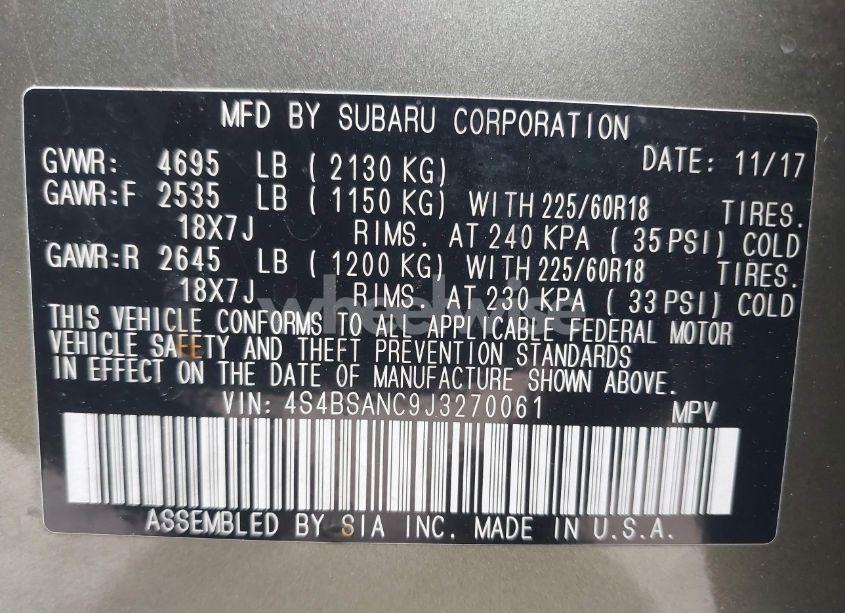 MFD BY SUBARU CORPORATION
GVWR: 4695 LB ( 2130 KG) DATE: 11/17
GAWR:F 2535 LB ( 1150 KG) WITH 225/60R18 TIRES.
18X7J RIMS. AT 240 KPA ( 35 PSI) COLD
GAWR:R 2645 LB ( 1200 KG) WITH 225/60R18 TIRES.
18X7J RIMS. AT 230 KPA ( 33 PSI) COLD
wheelwise
THIS VEHICLE CONFORMS TO ALL APPLICABLE FEDERAL MOTOR
VEHICLE SAFETY AND THEFT PREVENTION STANDARDS
IN EFFECT ON THE DATE OF MANUFACTURE SHOWN ABOVE.
VIN: 4S4BSANC9J3270061 MPV
ASSEMBLED BY SIA INC. MADE IN U.S.A.